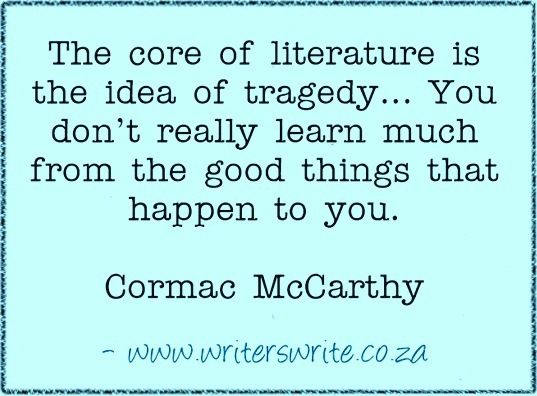 The core of literature is
the idea of tragedy... You
don't really learn much
from the good things that
happen to you.
Cormac McCarthy
- www.writerswrite.co.za